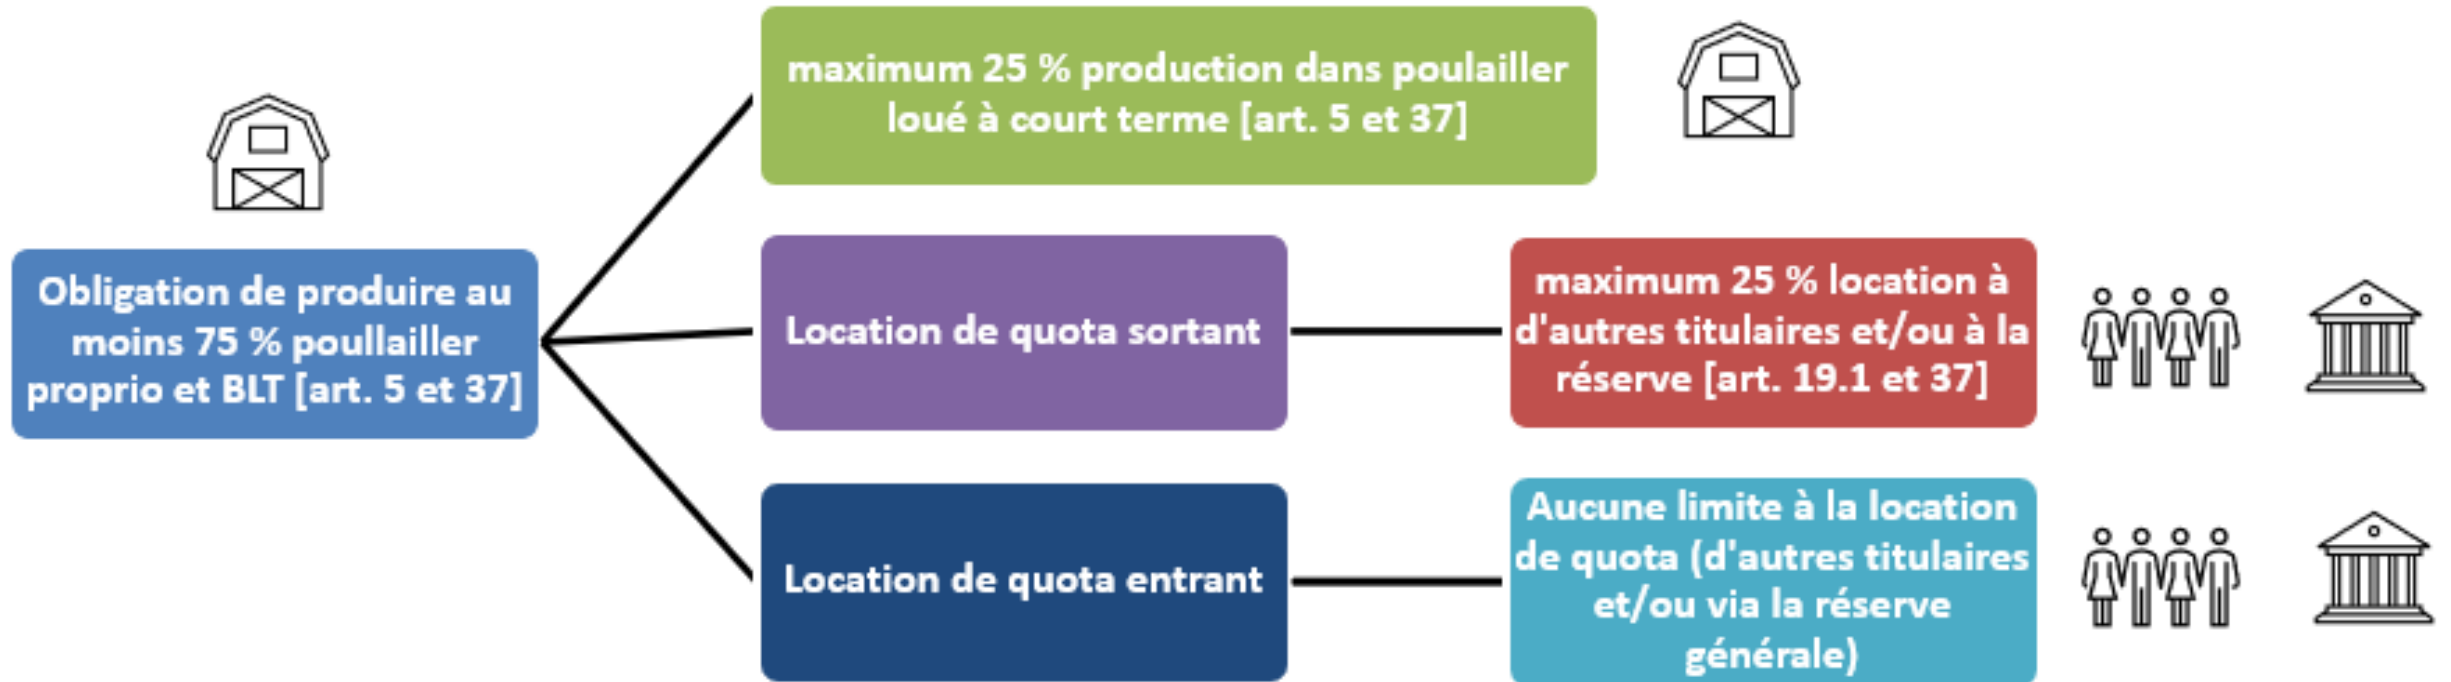 maximum 25 % production dans poulailler
loué à court terme [art. 5 et 37]
Obligation de produire au
moins 75 % poullailler
proprio et BLT [art. 5 et 37]
Location de quota sortant
maximum 25 % location à
d'autres titulaires et/ou à la
réserve [art. 19.1 et 37]
Location de quota entrant
Aucune limite à la location
de quota (d'autres titulaires
et/ou via la réserve
générale)